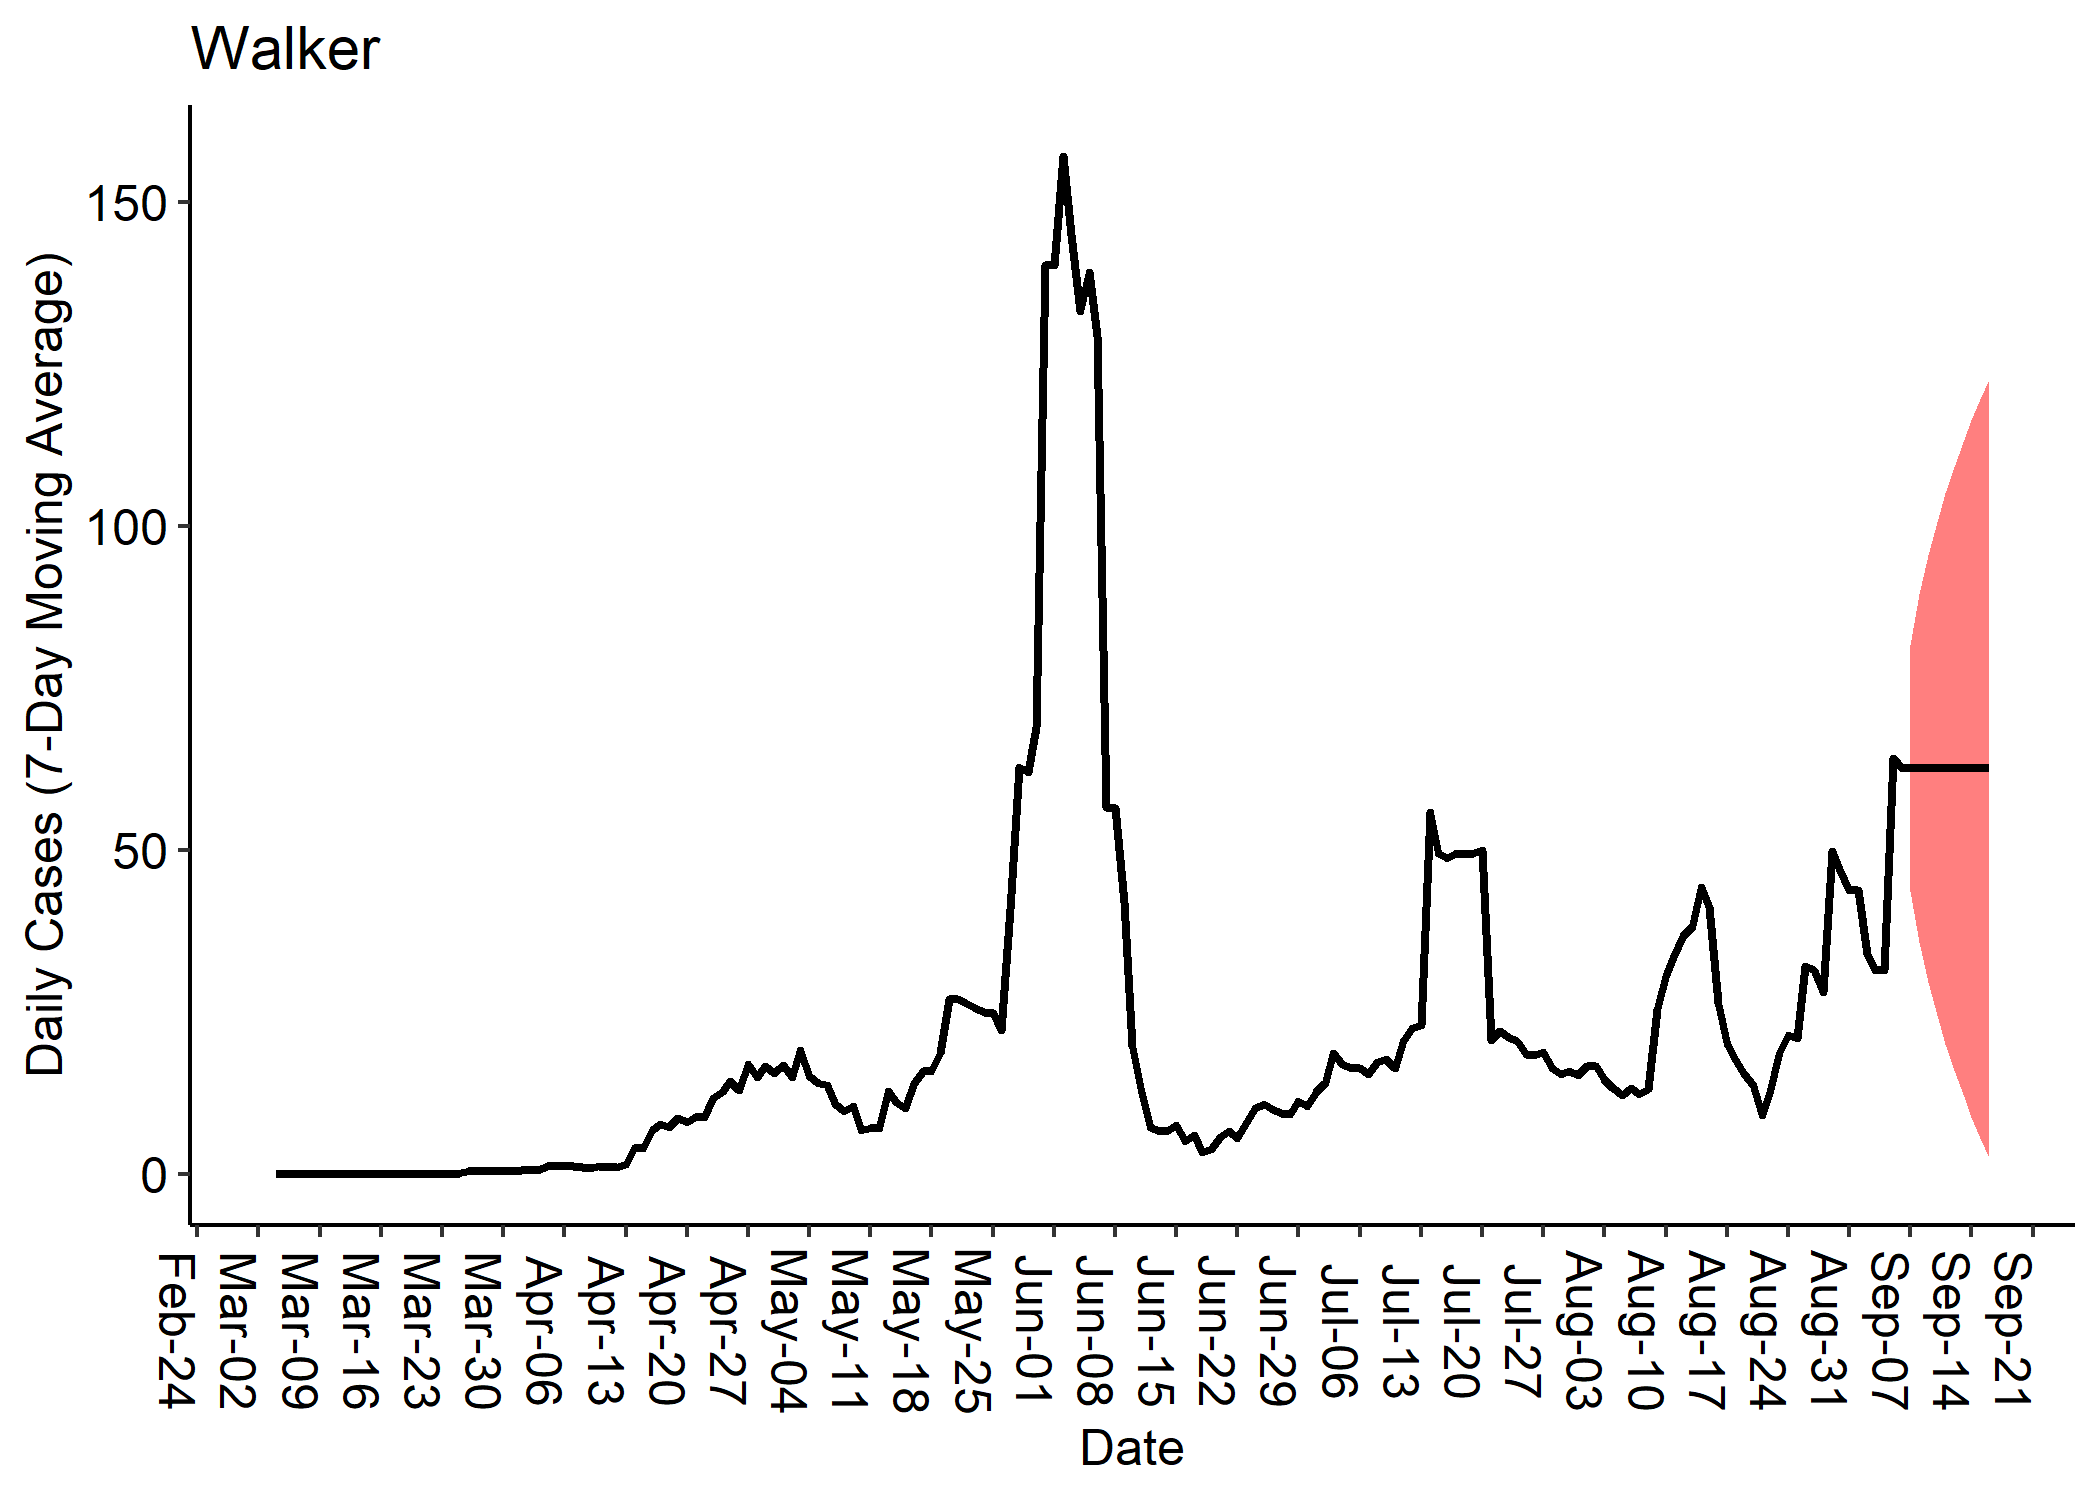 Walker
Daily Cases (7-Day Moving Average)
150
100
50
0
Feb-24
Mar-02
Mar-09
Mar-16
Mar-23
Mar-30
Apr-06
Apr-13
Apr-20
Apr-27
May-04
May-11
May-18
May-25
Jun-01
Jun-08
Jun-15
Jun-22
Jun-29
Jul-06
Jul-13
Jul-20
Jul-27
Aug-03
Aug-10
Aug-17
Aug-24
Aug-31
Sep-07
Sep-14
Sep-21
Date